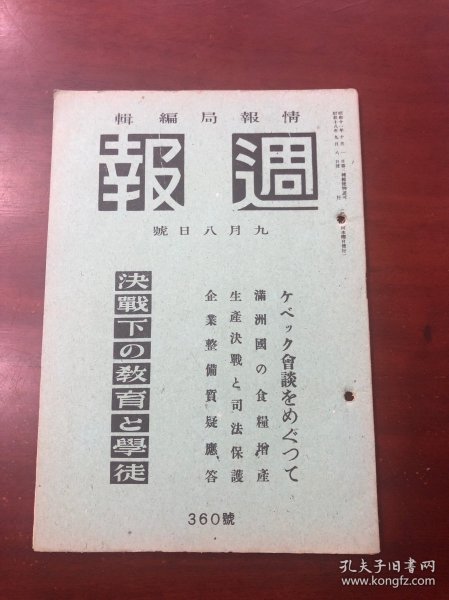 情報局編輯
週報
九月八日號
ケベック會談をめぐつて
滿洲國の食糧增產
生產決戰と司法保護
企業整備質疑應答
決戰下の教育と學徒
360號
孔夫子旧书网
www.kongfz.com